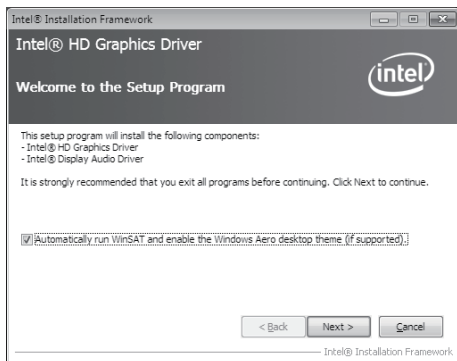 Intel® Installation Framework
Intel® HD Graphics Driver
intel
Welcome to the Setup Program
This setup program will install the following components:
- Intel® HD Graphics Driver
- Intel® Display Audio Driver
It is strongly recommended that you exit all programs before continuing. Click Next to continue.
Automatically run WinSAT and enable the Windows Aero desktop theme (if supported).
< Back
Next >
Cancel
Intel® Installation Framework